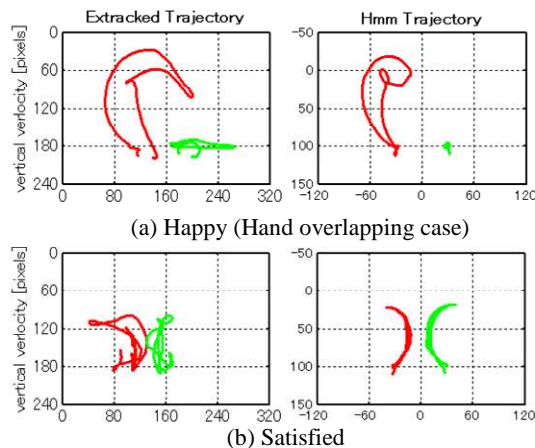 Extracked Trajectory Hmm Trajectory
(a)
vertical verlocity [pixels]
0
60
120
180
240
0 80 160 240 320
-50
0
50
100
150
-120 -60 0 60 120
(a) Happy (Hand overlapping case)
(b)
vertical verlocity [pixels]
0
60
120
180
240
0 80 160 240 320
-50
0
50
100
150
-120 -60 0 60 120
(b) Satisfied